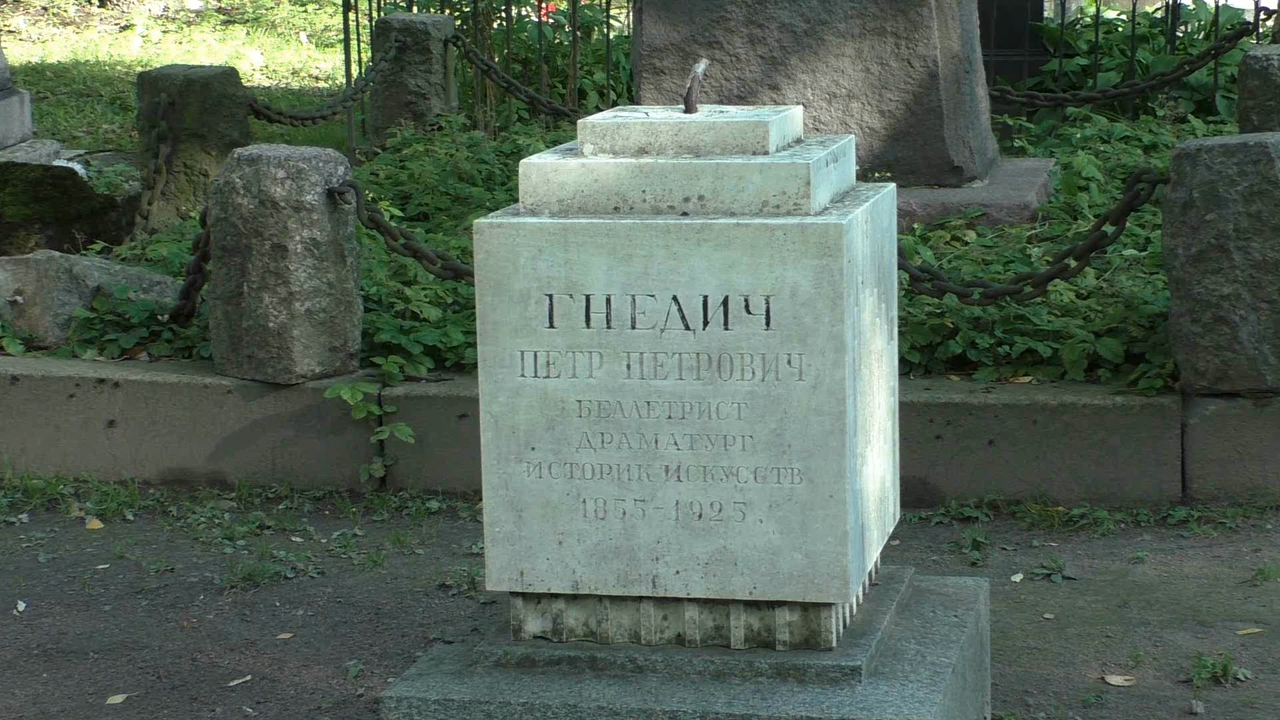 ГНЕДИЧ
ПЕТР ПЕТРОВИЧ
БЕЛЛЕТРИСТ
ДРАМАТУРГ
ИСТОРИК ИСКУССТВ
1855-1925.